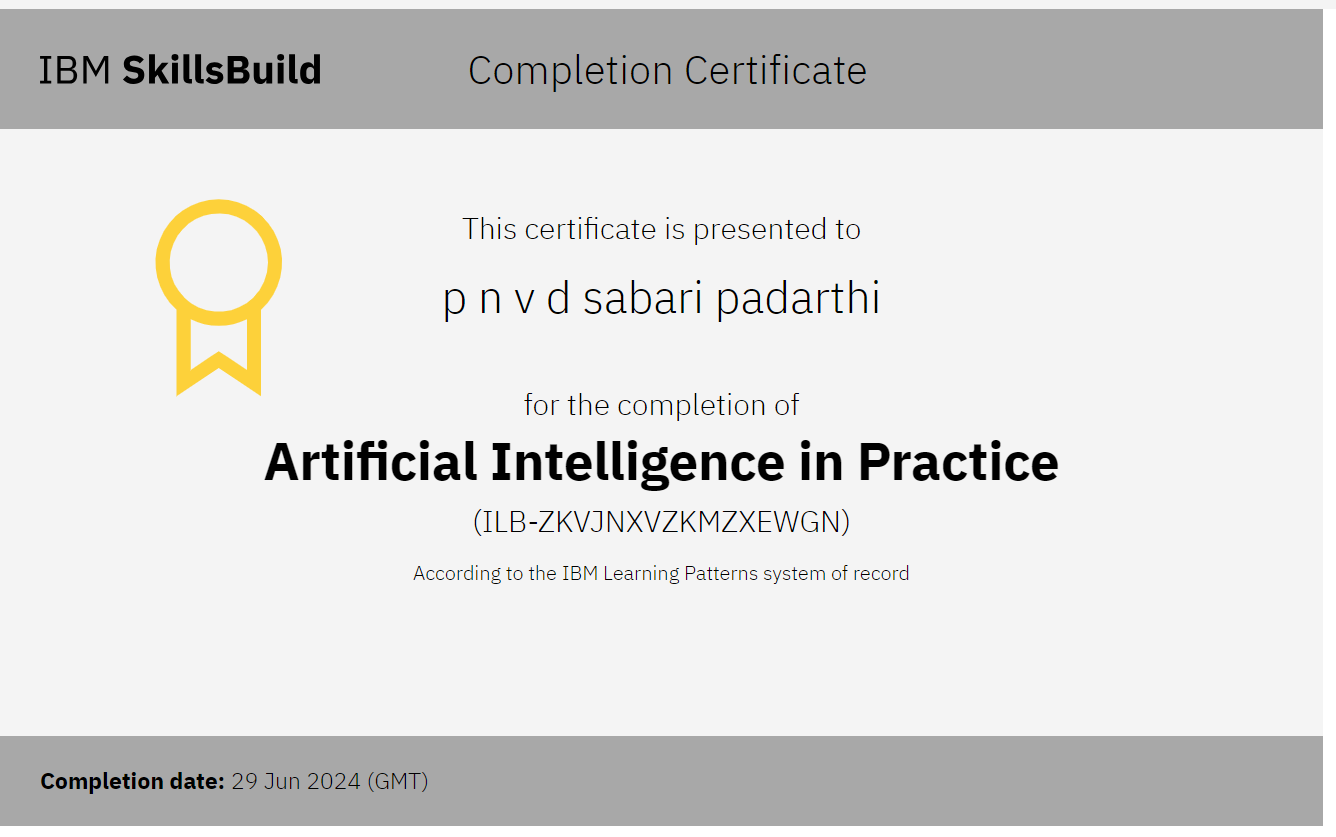 IBM SkillsBuild
Completion Certificate
This certificate is presented to
p n v d sabari padarthi
for the completion of
Artificial Intelligence in Practice
(ILB-ZKVJNXVZKMZXEWGN)
According to the IBM Learning Patterns system of record
Completion date: 29 Jun 2024 (GMT)